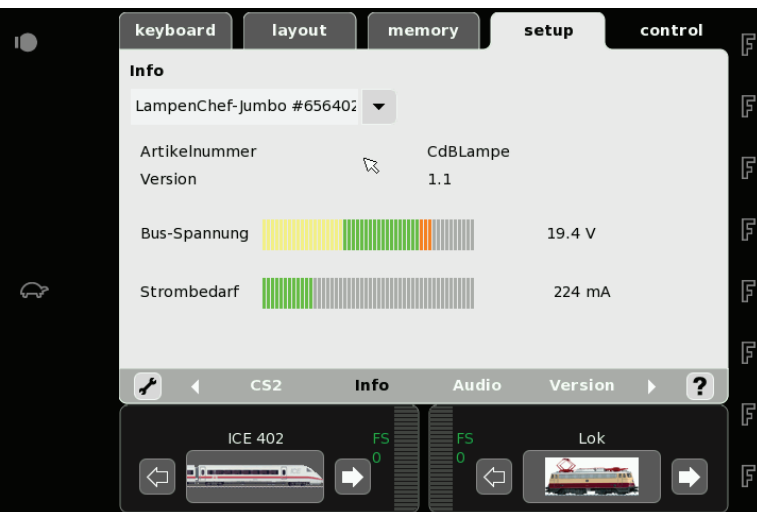 keyboard layout memory setup control
Info
LampenChef-Jumbo #656402
Artikelnummer CdBLampe
Version 1.1
Bus-Spannung 19.4 V
Strombedarf 224 mA
CS2 Info Audio Version ?
ICE 402 FS 0
FS 0 Lok
F
F
F
F
F
F
F
F